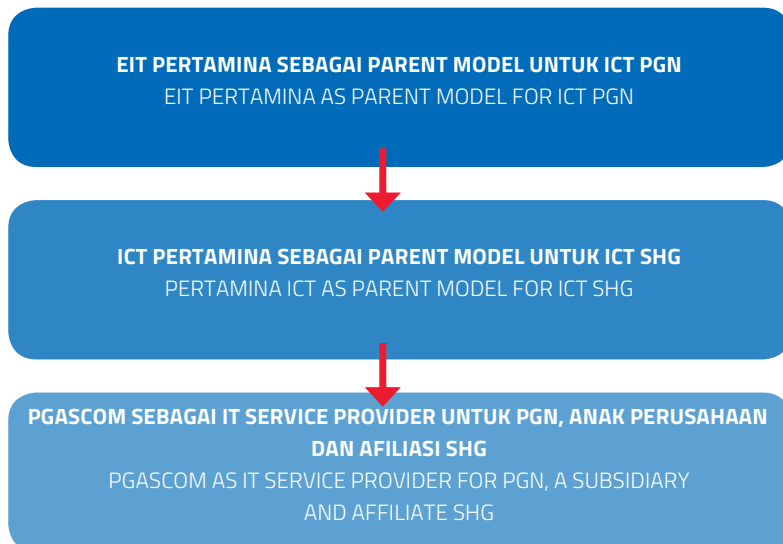 EIT PERTAMINA SEBAGAI PARENT MODEL UNTUK ICT PGN
EIT PERTAMINA AS PARENT MODEL FOR ICT PGN
ICT PERTAMINA SEBAGAI PARENT MODEL UNTUK ICT SHG
PERTAMINA ICT AS PARENT MODEL FOR ICT SHG
PGASCOM SEBAGAI IT SERVICE PROVIDER UNTUK PGN, ANAK PERUSAHAAN
DAN AFILIASI SHG
PGASCOM AS IT SERVICE PROVIDER FOR PGN, A SUBSIDIARY
AND AFFILIATE SHG